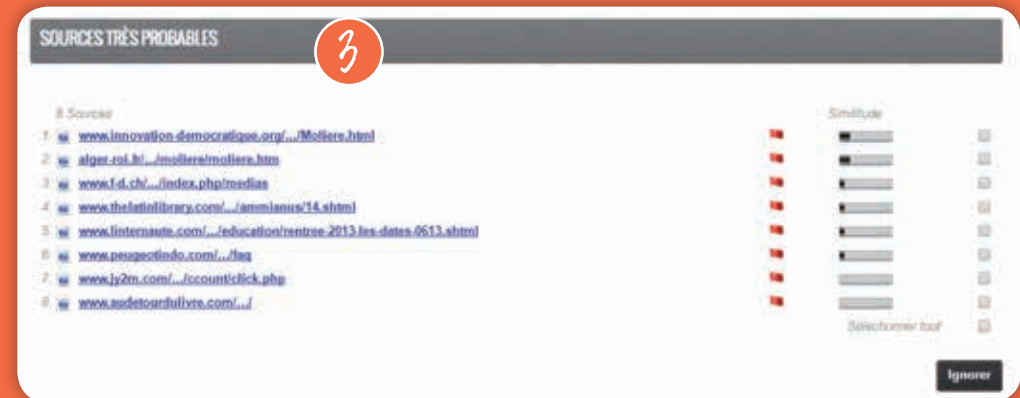 SOURCES TRÈS PROBABLES
3
8 Sources Similitude
1. www.innovation-democratique.org/.../Moliere.html
2. alger-roi.fr/.../moliere/moliere.htm
3. www.f-d.ch/.../index.php/medias
4. www.thelatinlibrary.com/.../ammianus/14.shtml
5. www.linternaute.com/.../education/rentree-2013-les-dates-0613.shtml
6. www.peugeotindo.com/.../faq
7. www.jy2m.com/.../ccount/click.php
8. www.audetourdulivre.com/.../
Sélectionner tout
Ignorer